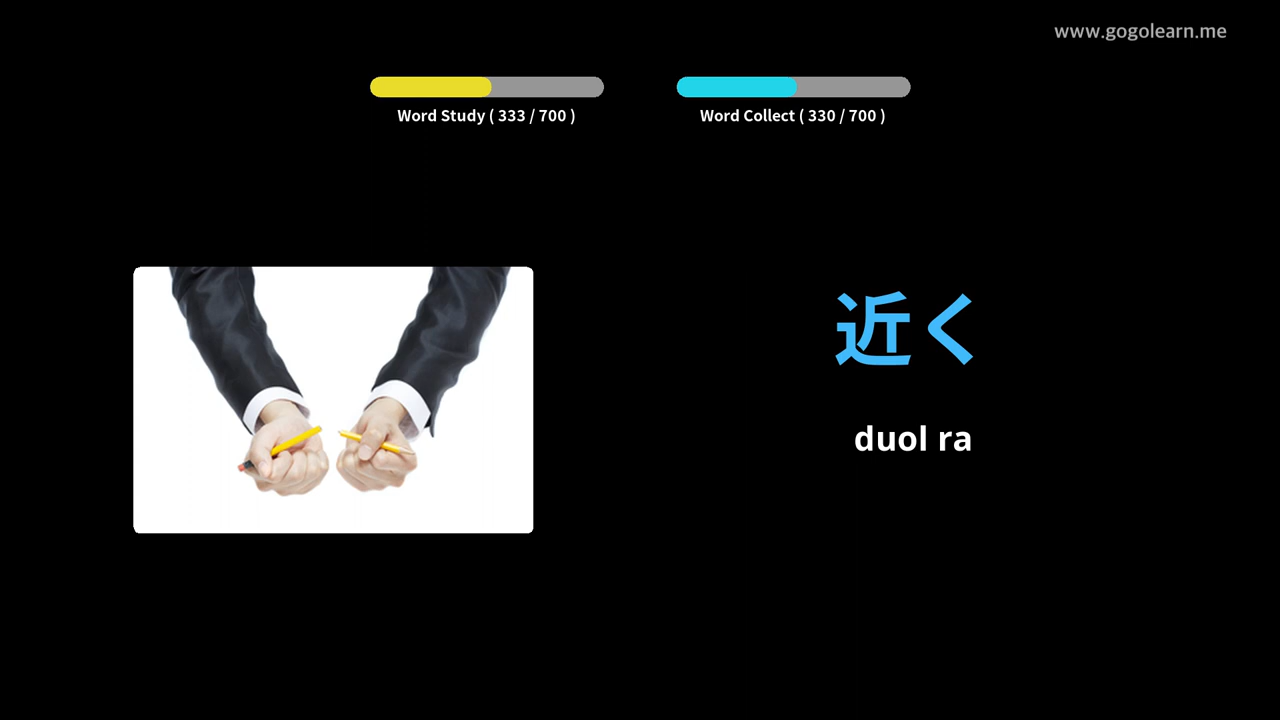 www.gogolearn.me
Word Study ( 333 / 700 )
Word Collect ( 330 / 700 )
近く
duol ra